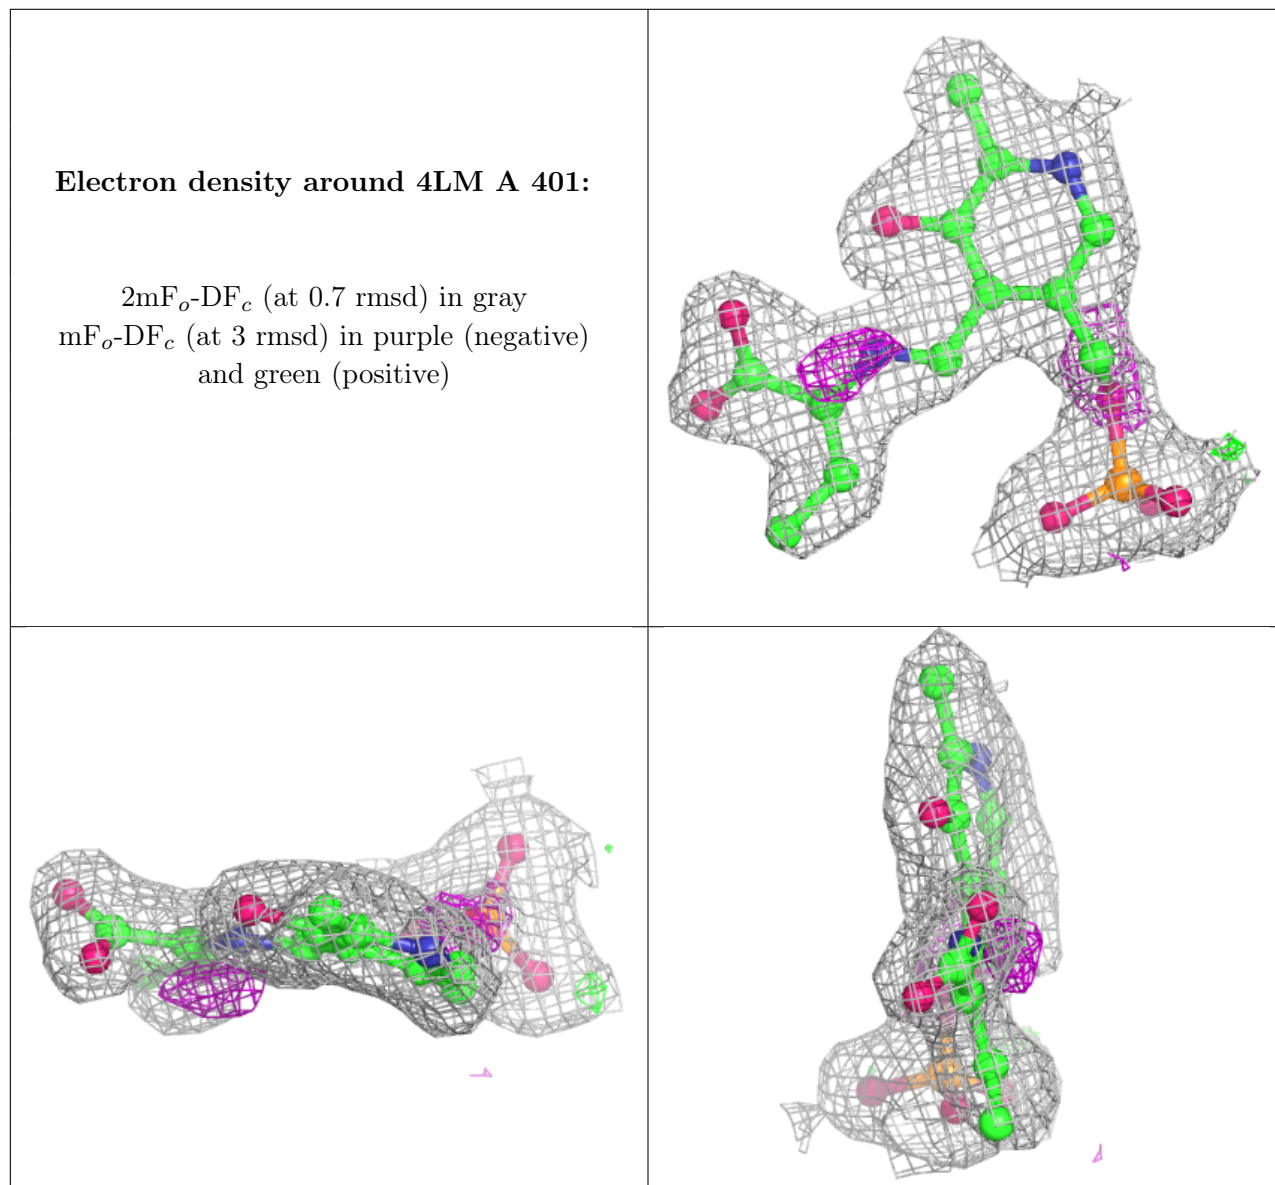 Electron density around 4LM A 401:
2mFo-DFc (at 0.7 rmsd) in gray
mFo-DFc (at 3 rmsd) in purple (negative)
and green (positive)